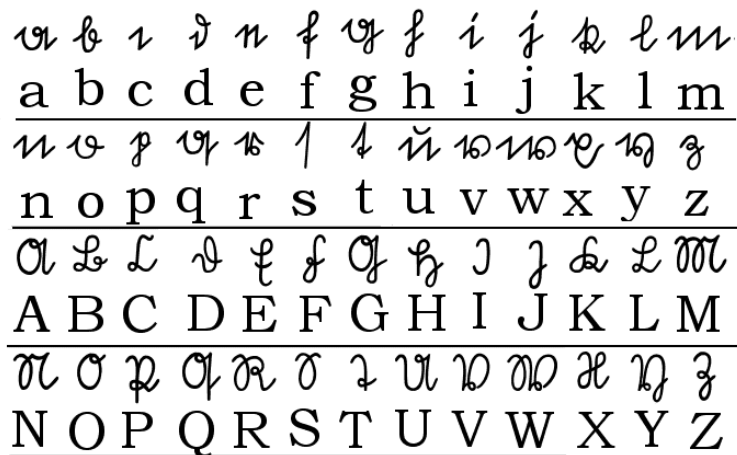 a b c d e f g h i j k l m
a b c d e f g h i j k l m
n o p q r s t u v w x y z
n o p q r s t u v w x y z
A B C D E F G H I J K L M
A B C D E F G H I J K L M
N O P Q R S T U V W X Y Z
N O P Q R S T U V W X Y Z